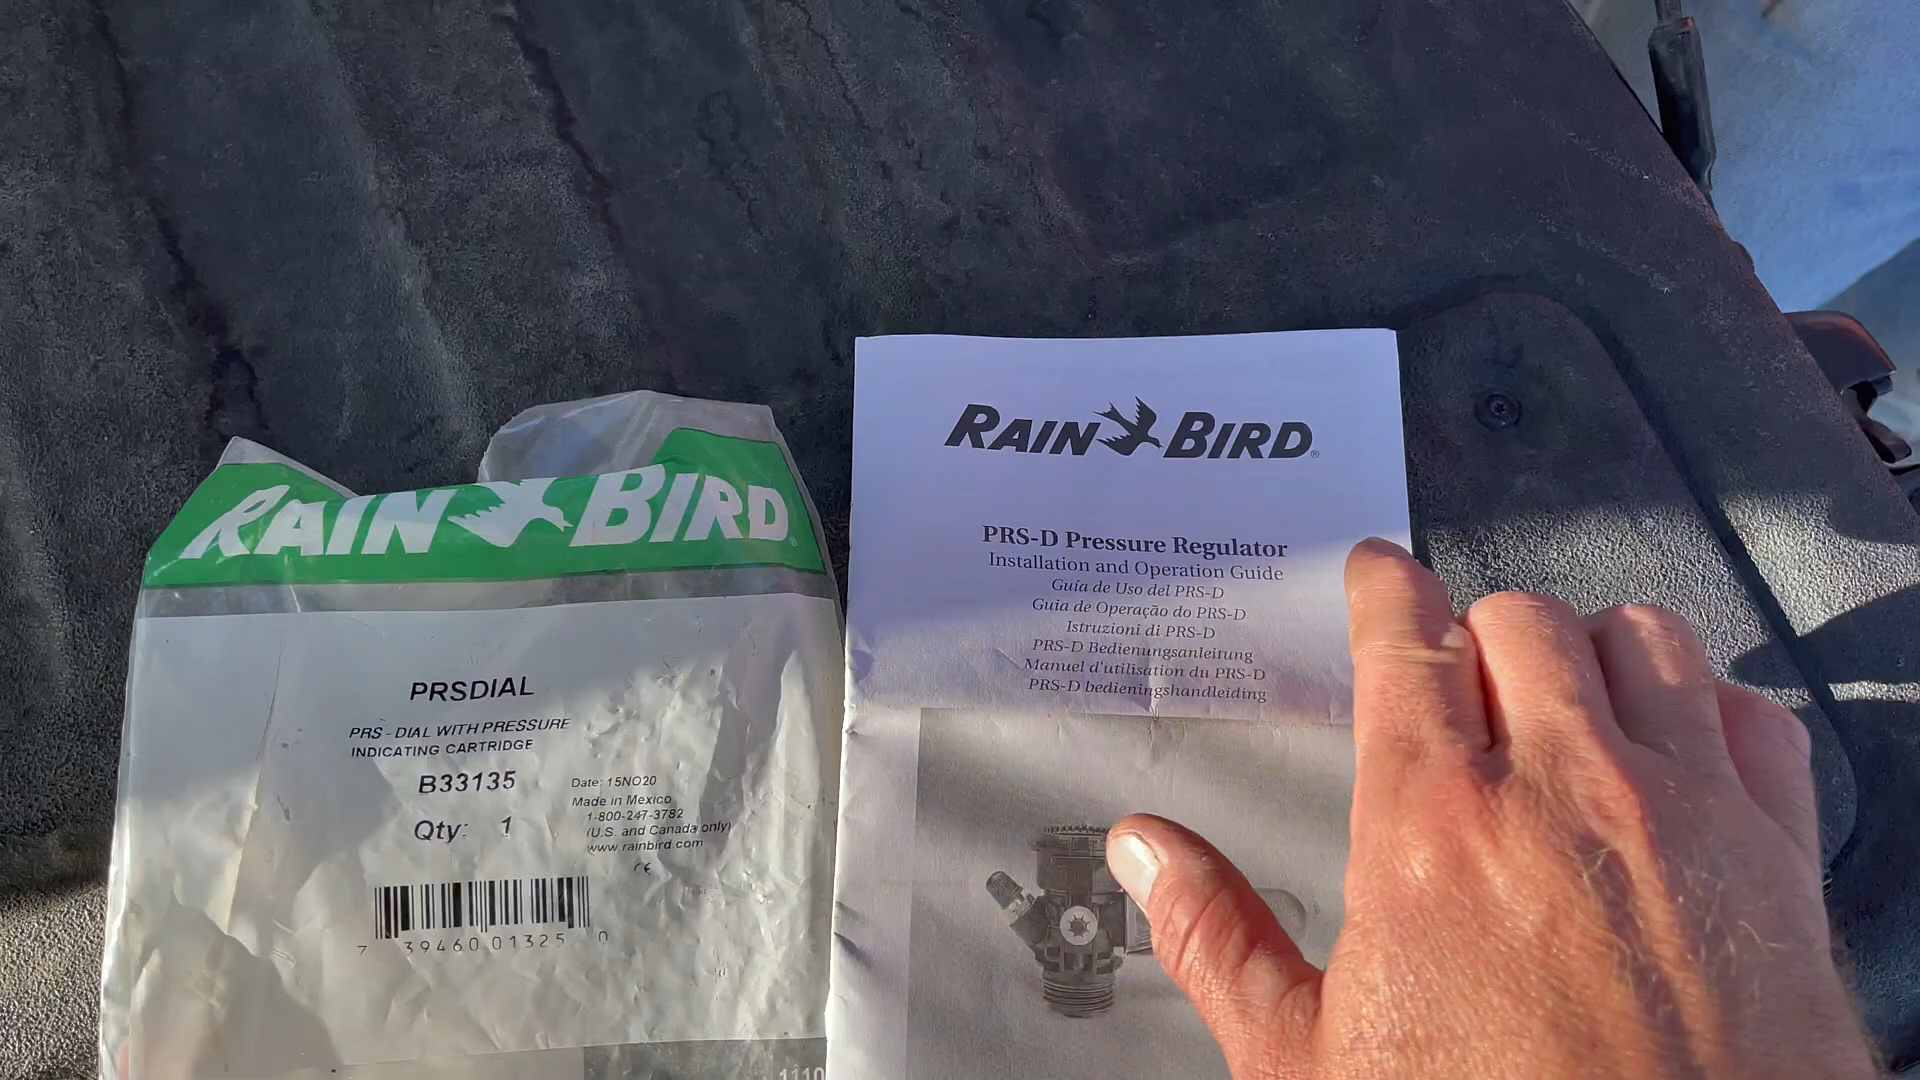 RAIN BIRD®
PRSDIAL
PRS - DIAL WITH PRESSURE
INDICATING CARTRIDGE
B33135
Qty: 1
Date: 15NO20
Made in Mexico
1-800-247-3782
(U.S. and Canada only)
www.rainbird.com
CE
7 39460 01325 0
1110
RAIN BIRD®
PRS-D Pressure Regulator
Installation and Operation Guide
Guía de Uso del PRS-D
Guia de Operação do PRS-D
Istruzioni di PRS-D
PRS-D Bedienungsanleitung
Manuel d'utilisation du PRS-D
PRS-D bedieningshandleiding